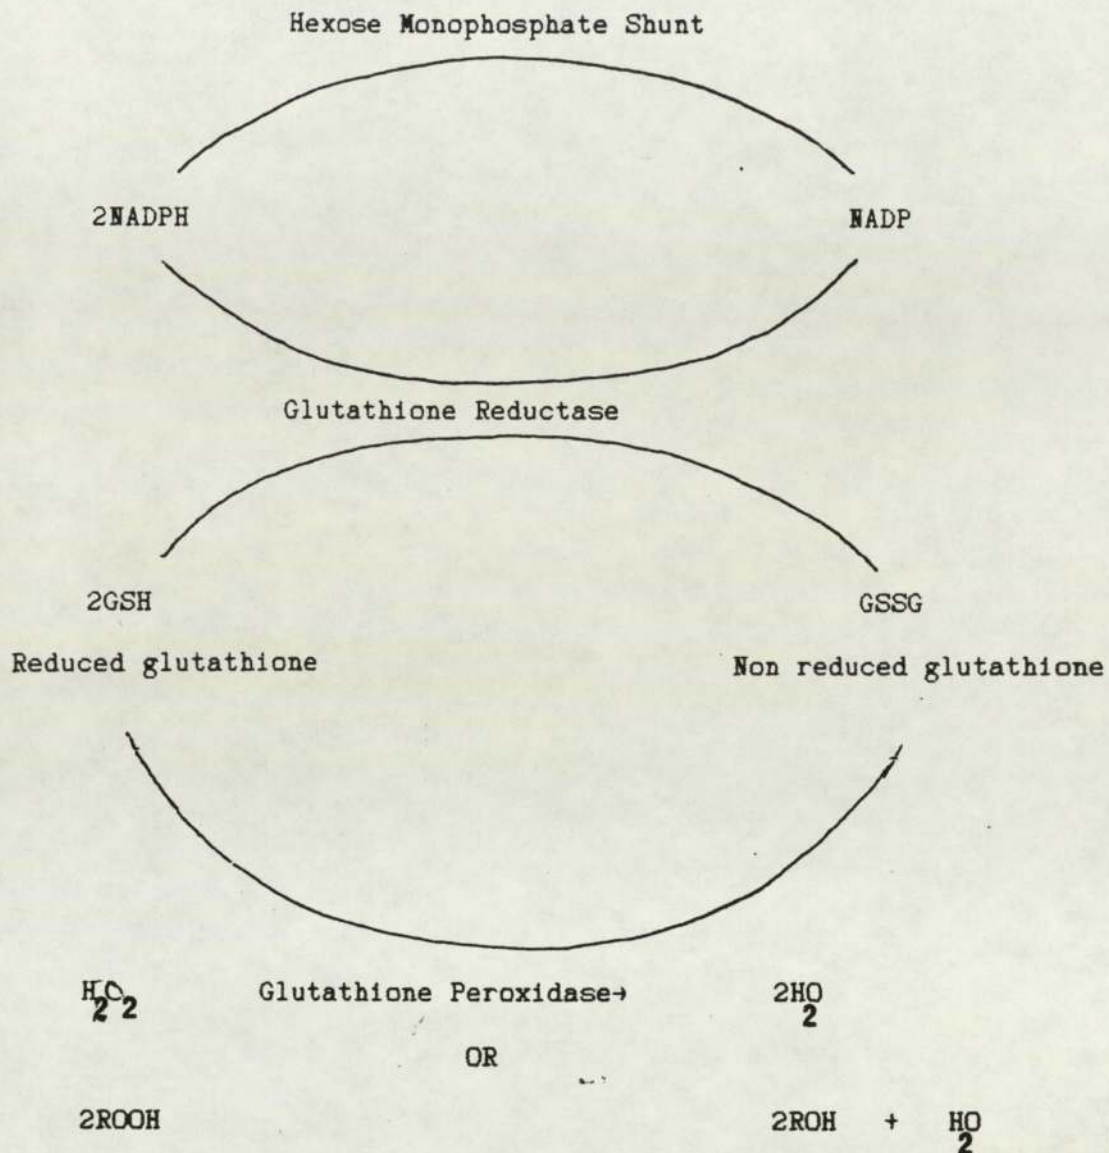 Hexose Monophosphate Shunt
2NADPH NADP
Glutathione Reductase
2GSH GSSG
Reduced glutathione Non reduced glutathione
H2O2 Glutathione Peroxidase→ 2H2O
OR
2ROOH 2ROH + H2O